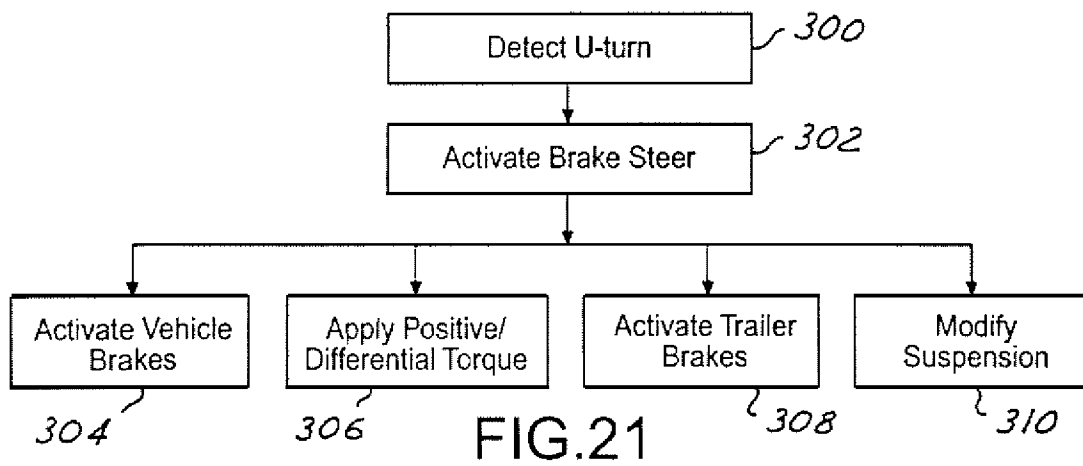 Detect U-turn
300
Activate Brake Steer
302
Activate Vehicle
Brakes
Apply Positive/
Differential Torque
Activate Trailer
Brakes
Modify
Suspension
304
306
308
310
FIG.21